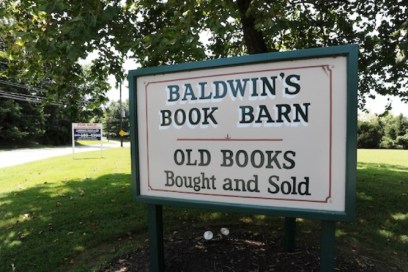 BALDWIN'S
BOOK BARN
OLD BOOKS
Bought and Sold